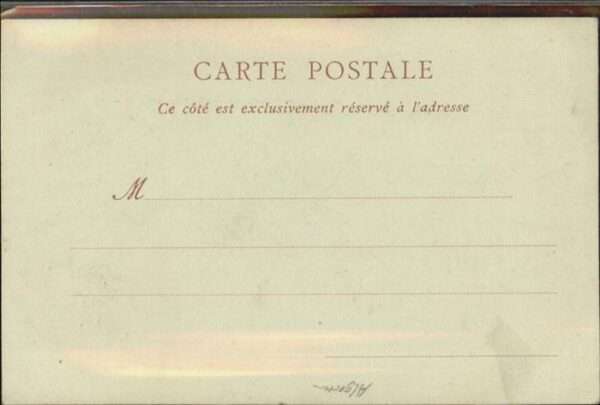 CARTE POSTALE
Ce côté est exclusivement réservé à l'adresse
M